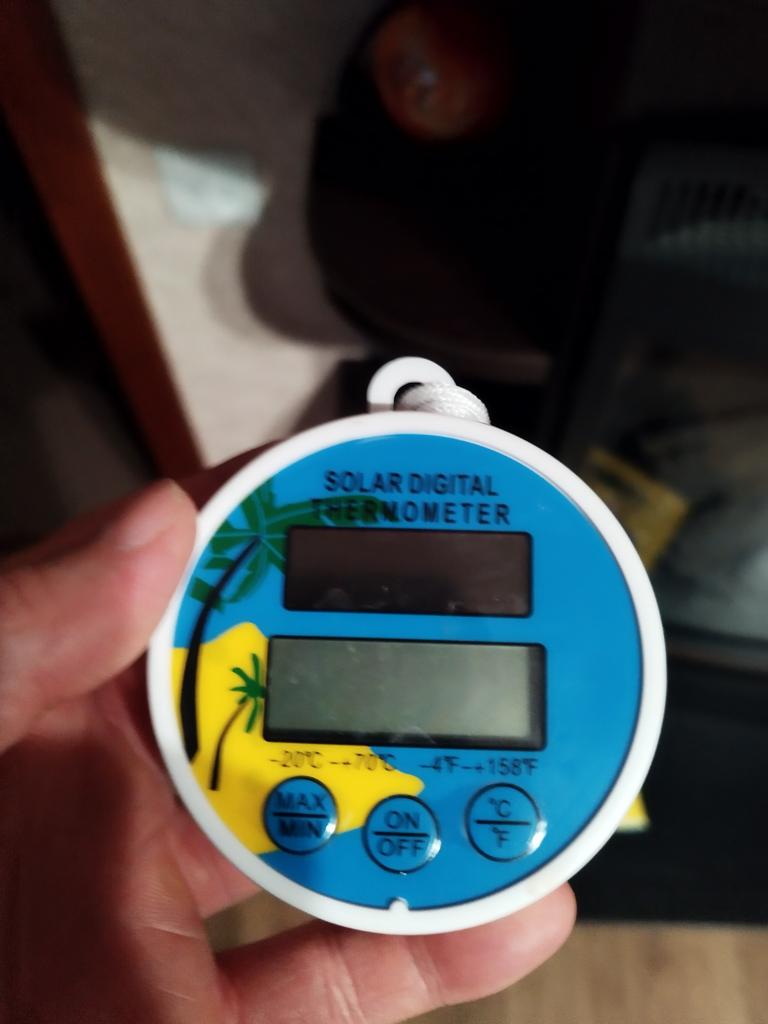 SOLAR DIGITAL
THERMOMETER
-20°C-+70°C -4°F-+158°F
MAX
MIN
ON
OFF
°C
°F